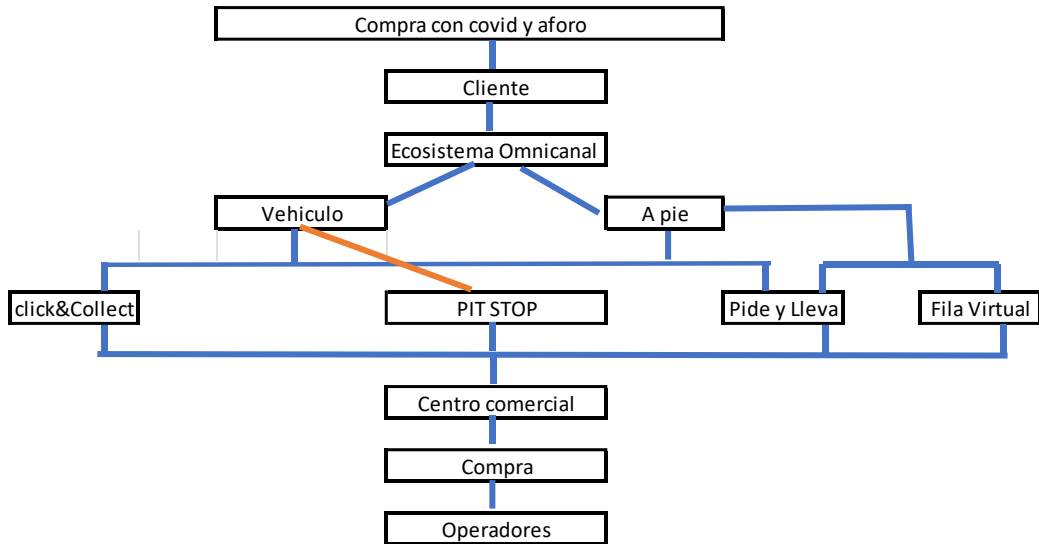 Compra con covid y aforo
Cliente
Ecosistema Omnicanal
Vehiculo
A pie
click&Collect
PIT STOP
Pide y Lleva
Fila Virtual
Centro comercial
Compra
Operadores